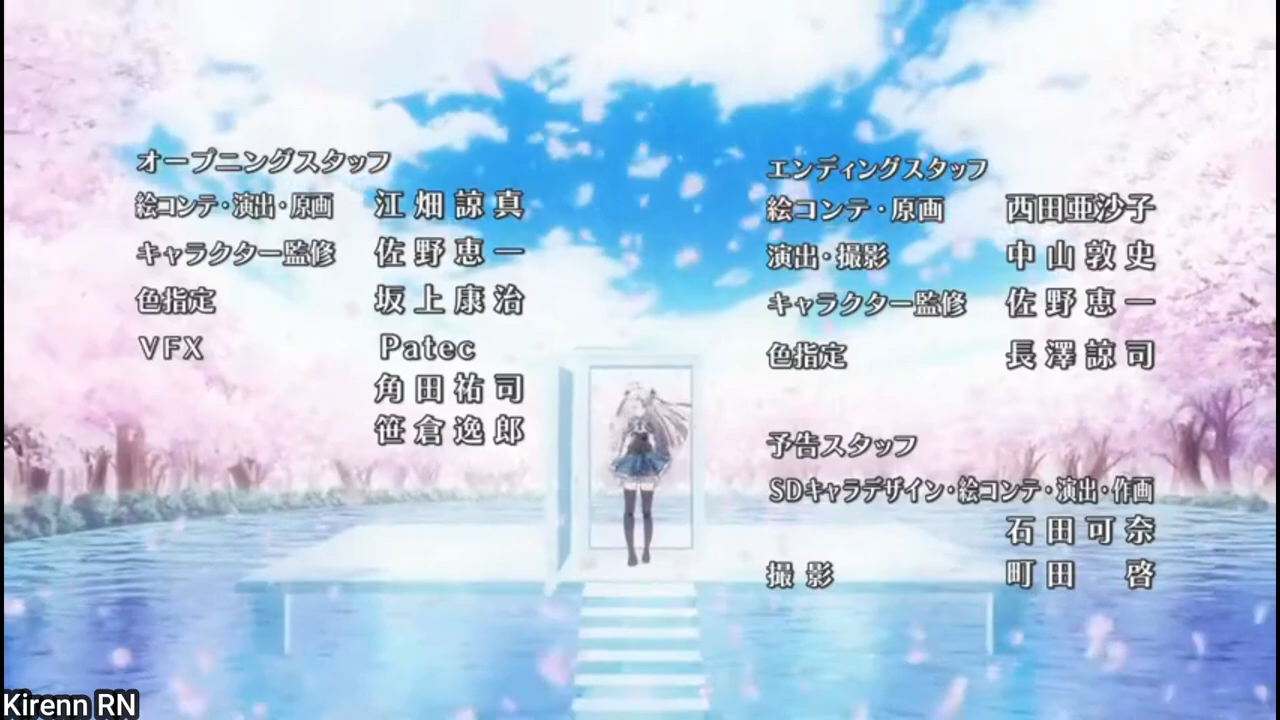 オープニングスタッフ
絵コンテ・演出・原画 江畑諒真
キャラクター監修 佐野恵一
色指定 坂上康治
VFX Patec
角田祐司
笹倉逸郎
エンディングスタッフ
絵コンテ・原画 西田亜沙子
演出・撮影 中山敦史
キャラクター監修 佐野恵一
色指定 長澤諒司
予告スタッフ
SDキャラデザイン・絵コンテ・演出・作画
石田可奈
撮影 町田 啓
Kirenn RN